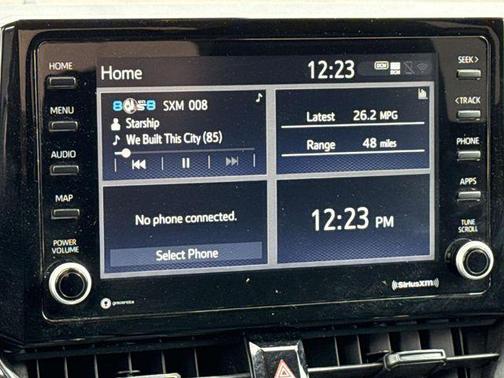 HOME
MENU
AUDIO
MAP
POWER
VOLUME
Home
12:23
DCM
SXM 008
Starship
We Built This City (85)
Latest 26.2 MPG
Range 48 miles
No phone connected.
Select Phone
12:23 PM
SEEK >
< TRACK
PHONE
APPS
TUNE
SCROLL
gracenote
((SiriusXM))